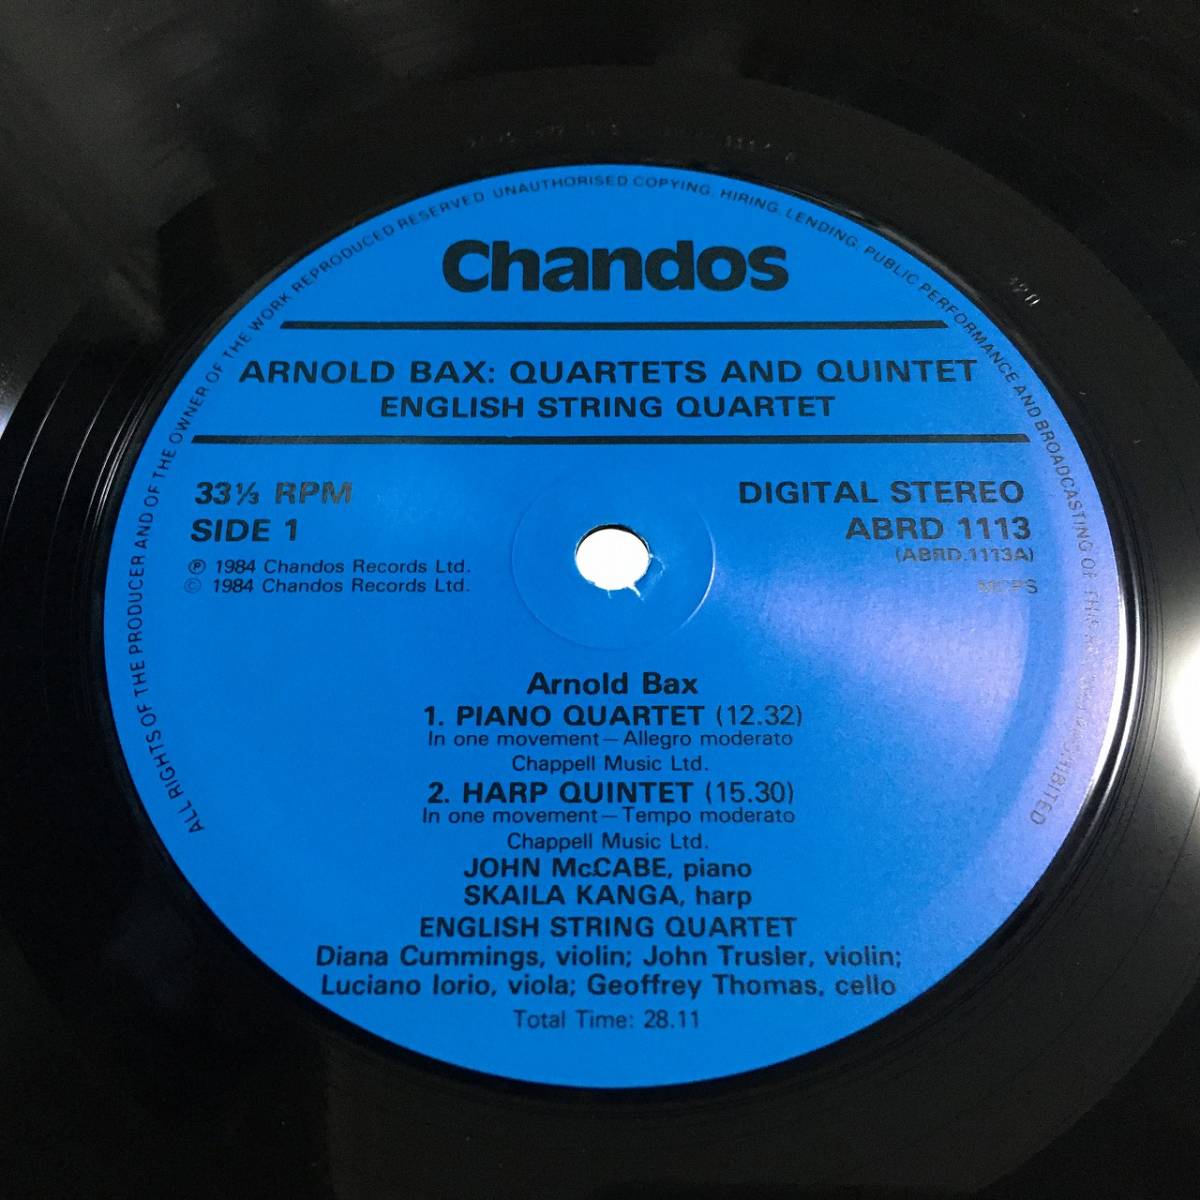 ALL RIGHTS OF THE PRODUCER AND OF THE OWNER OF THE WORK REPRODUCED RESERVED. UNAUTHORISED COPYING, HIRING, LENDING, PUBLIC PERFORMANCE AND BROADCASTING OF THIS PROHIBITED
Chandos
ARNOLD BAX: QUARTETS AND QUINTET
ENGLISH STRING QUARTET
33⅓ RPM
SIDE 1
℗ 1984 Chandos Records Ltd.
© 1984 Chandos Records Ltd.
DIGITAL STEREO
ABRD 1113
(ABRD.1113A)
MCPS
Arnold Bax
1. PIANO QUARTET (12.32)
In one movement—Allegro moderato
Chappell Music Ltd.
2. HARP QUINTET (15.30)
In one movement—Tempo moderato
Chappell Music Ltd.
JOHN McCABE, piano
SKAILA KANGA, harp
ENGLISH STRING QUARTET
Diana Cummings, violin; John Trusler, violin;
Luciano Iorio, viola; Geoffrey Thomas, cello
Total Time: 28.11